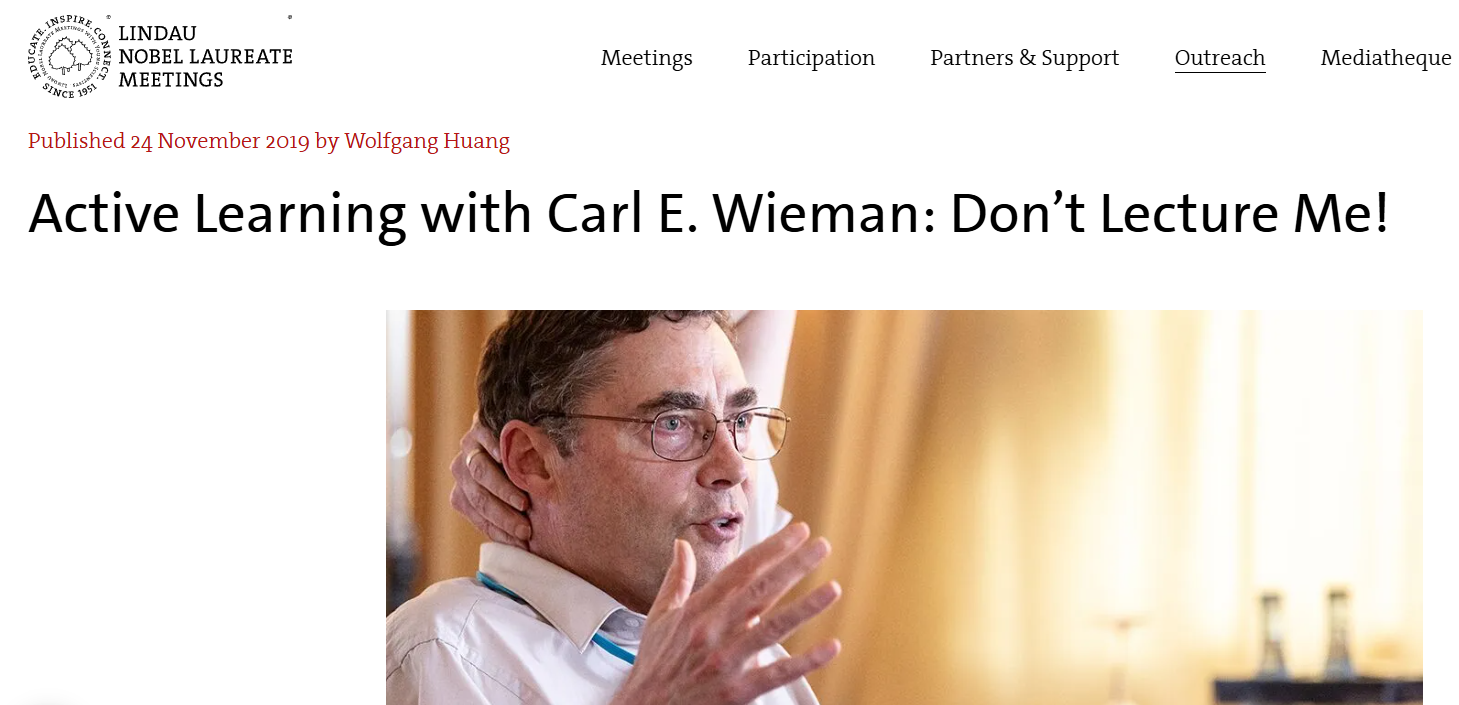 EDUCATE. INSPIRE. CONNECT.
SINCE 1951
LINDAU
NOBEL LAUREATE
MEETINGS
Meetings Participation Partners & Support Outreach Mediatheque
Published 24 November 2019 by Wolfgang Huang
Active Learning with Carl E. Wieman: Don’t Lecture Me!